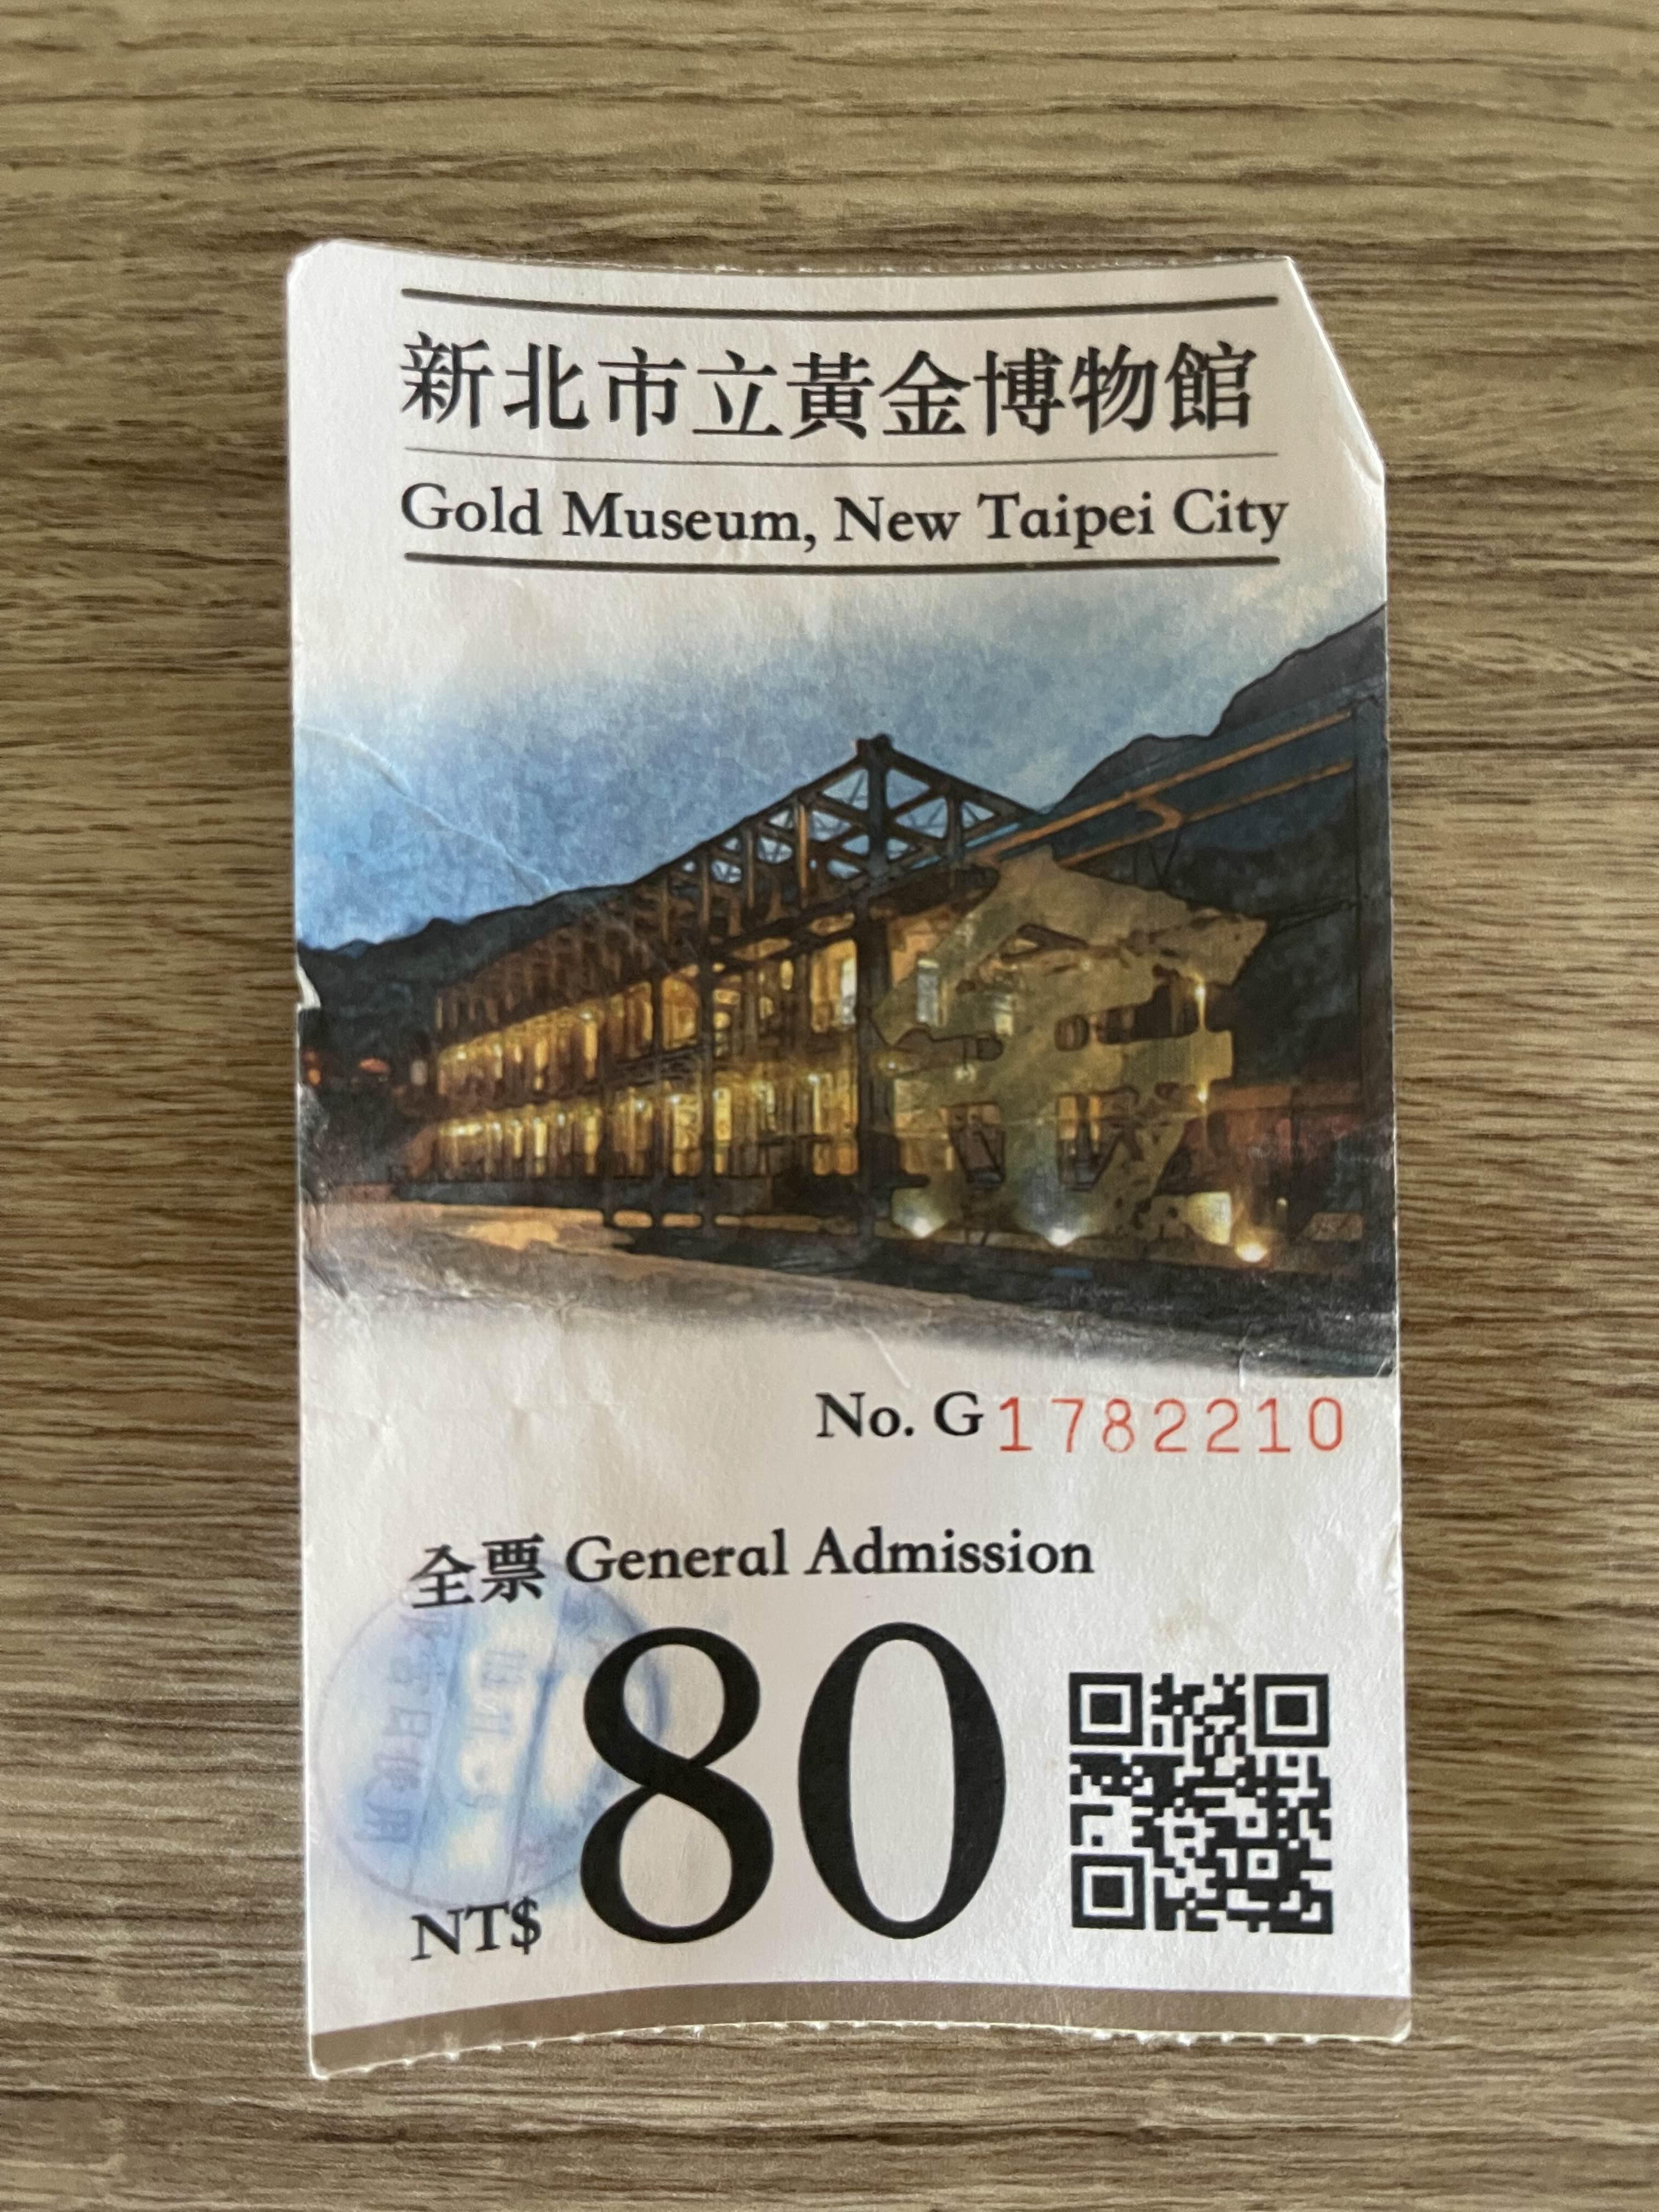 新北市立黃金博物館
Gold Museum, New Taipei City
No. G1782210
全票 General Admission
NT$ 80